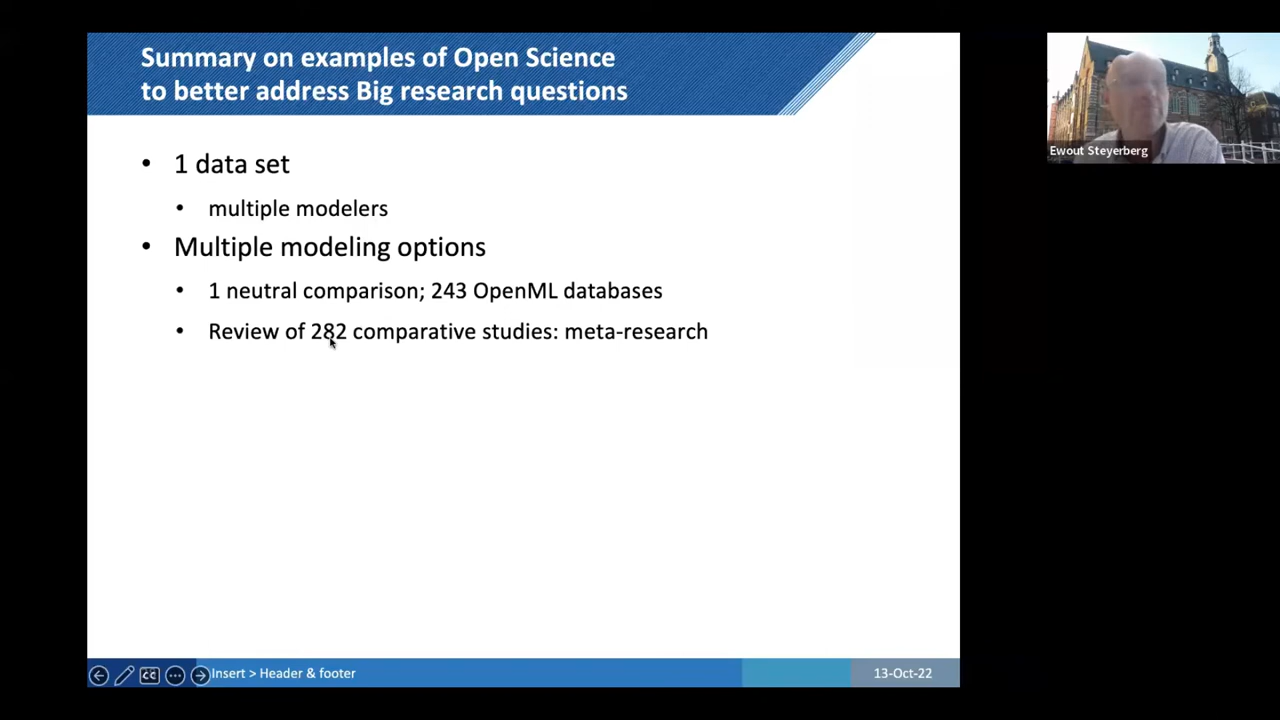 Summary on examples of Open Science
to better address Big research questions
• 1 data set
• multiple modelers
• Multiple modeling options
• 1 neutral comparison; 243 OpenML databases
• Review of 282 comparative studies: meta-research
Insert > Header & footer
13-Oct-22
Ewout Steyerberg
CC